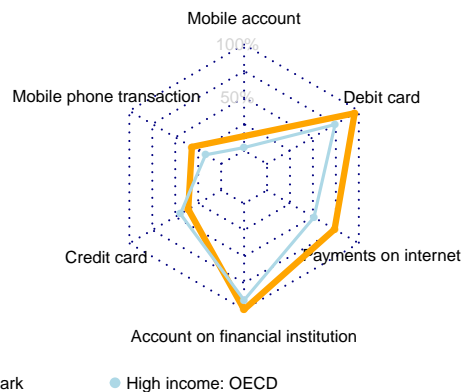 Mobile account
100%
Mobile phone transaction
50%
Debit card
Credit card
Payments on internet
Account on financial institution
ark
High income: OECD